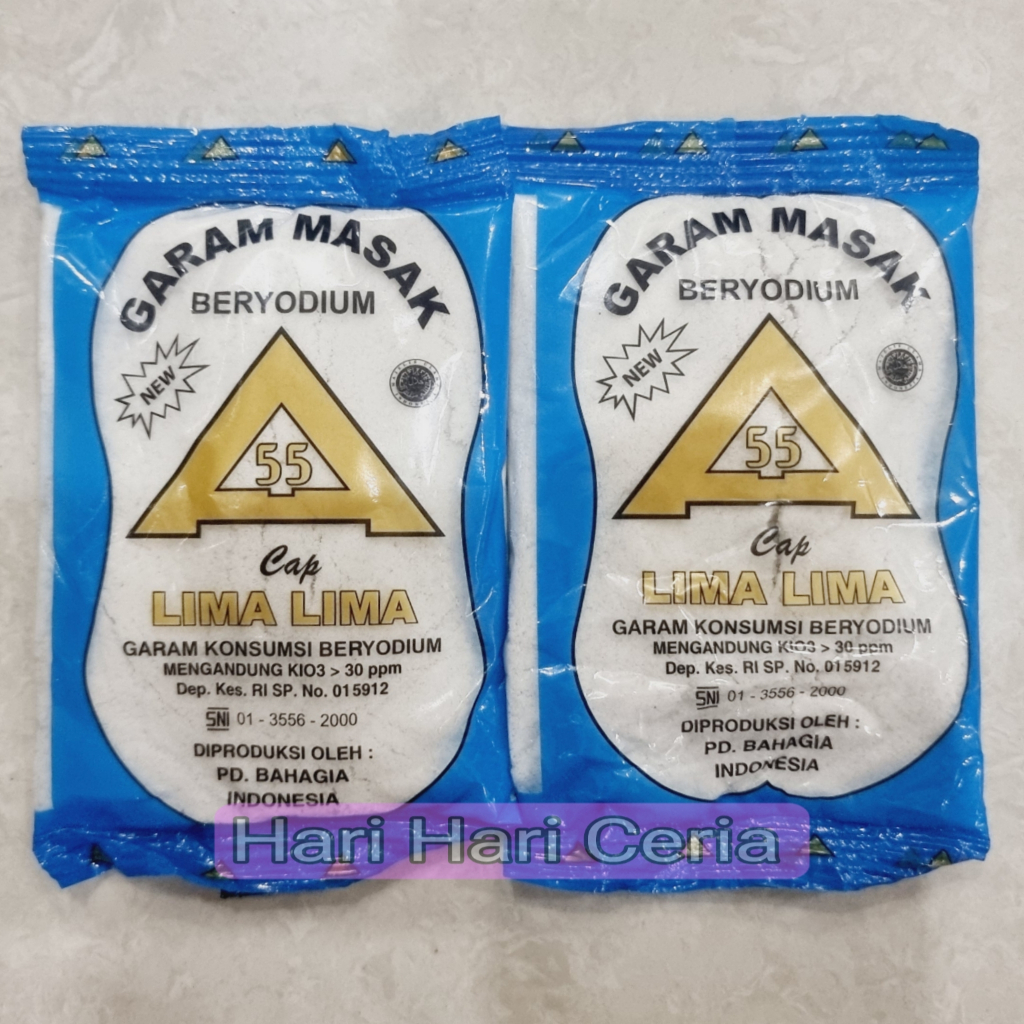 GARAM MASAK
BERYODIUM
NEW
55
Cap
LIMA LIMA
GARAM KONSUMSI BERYODIUM
MENGANDUNG KIO3 > 30 ppm
Dep. Kes. RI SP. No. 015912
SNI 01 - 3556 - 2000
DIPRODUKSI OLEH :
PD. BAHAGIA
INDONESIA
GARAM MASAK
BERYODIUM
NEW
55
Cap
LIMA LIMA
GARAM KONSUMSI BERYODIUM
MENGANDUNG KIO3 > 30 ppm
Dep. Kes. RI SP. No. 015912
SNI 01 - 3556 - 2000
DIPRODUKSI OLEH :
PD. BAHAGIA
INDONESIA
Hari Hari Ceria